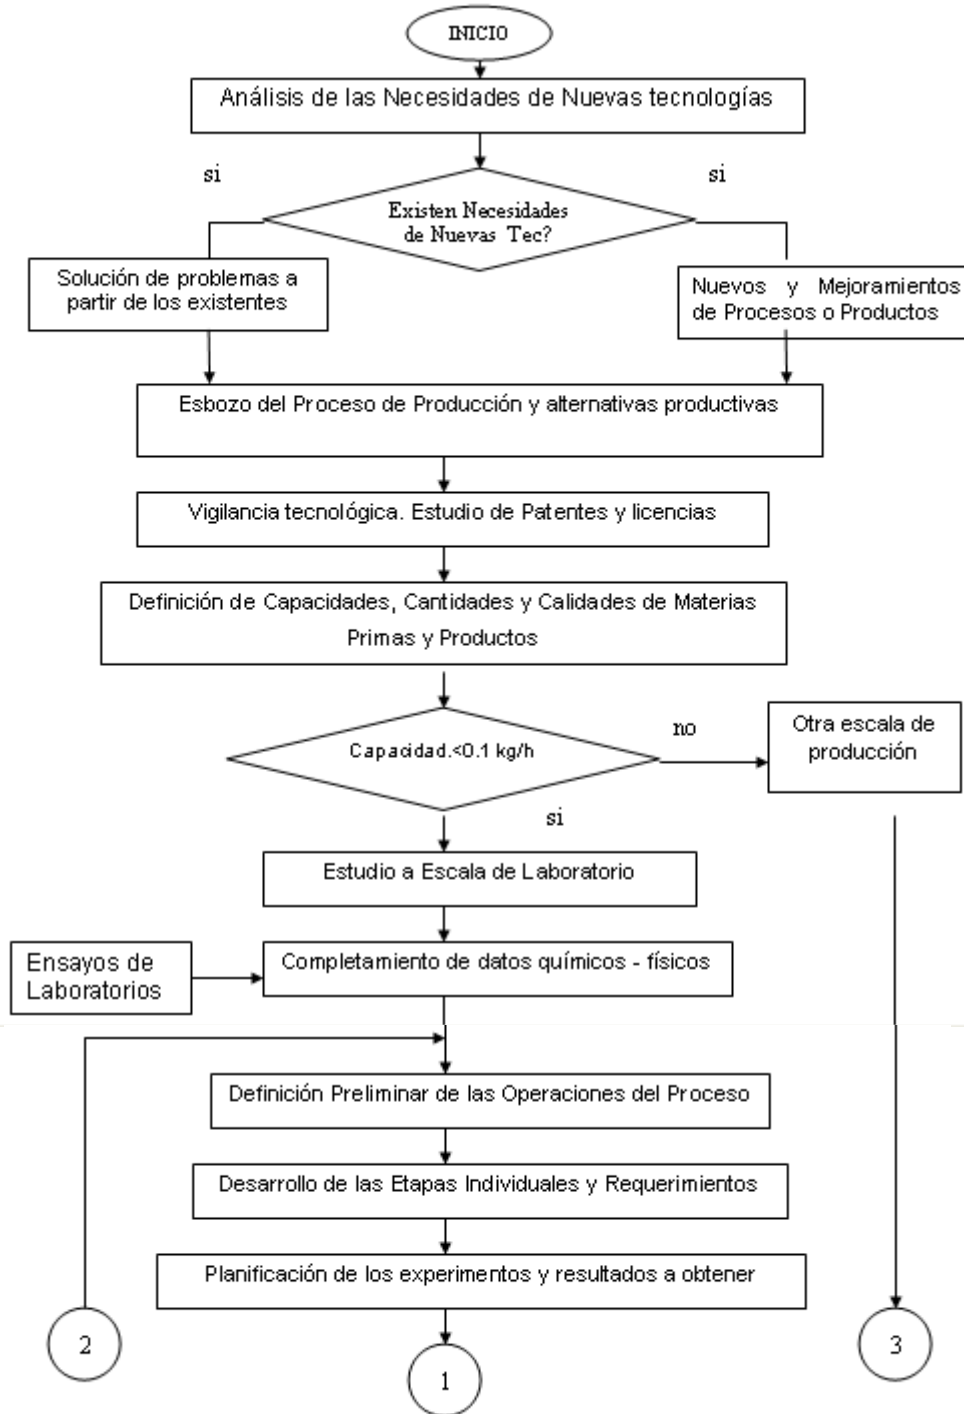 INICIO
Análisis de las Necesidades de Nuevas tecnologías
si
si
Existen Necesidades
de Nuevas Tec?
Solución de problemas a
partir de los existentes
Nuevos y Mejoramientos
de Procesos o Productos
Esbozo del Proceso de Producción y alternativas productivas
Vigilancia tecnológica. Estudio de Patentes y licencias
Definición de Capacidades, Cantidades y Calidades de Materias
Primas y Productos
Capacidad.<0.1 kg/h
no
Otra escala de
producción
si
Estudio a Escala de Laboratorio
Ensayos de
Laboratorios
Completamiento de datos químicos - físicos
Definición Preliminar de las Operaciones del Proceso
Desarrollo de las Etapas Individuales y Requerimientos
Planificación de los experimentos y resultados a obtener
2
1
3